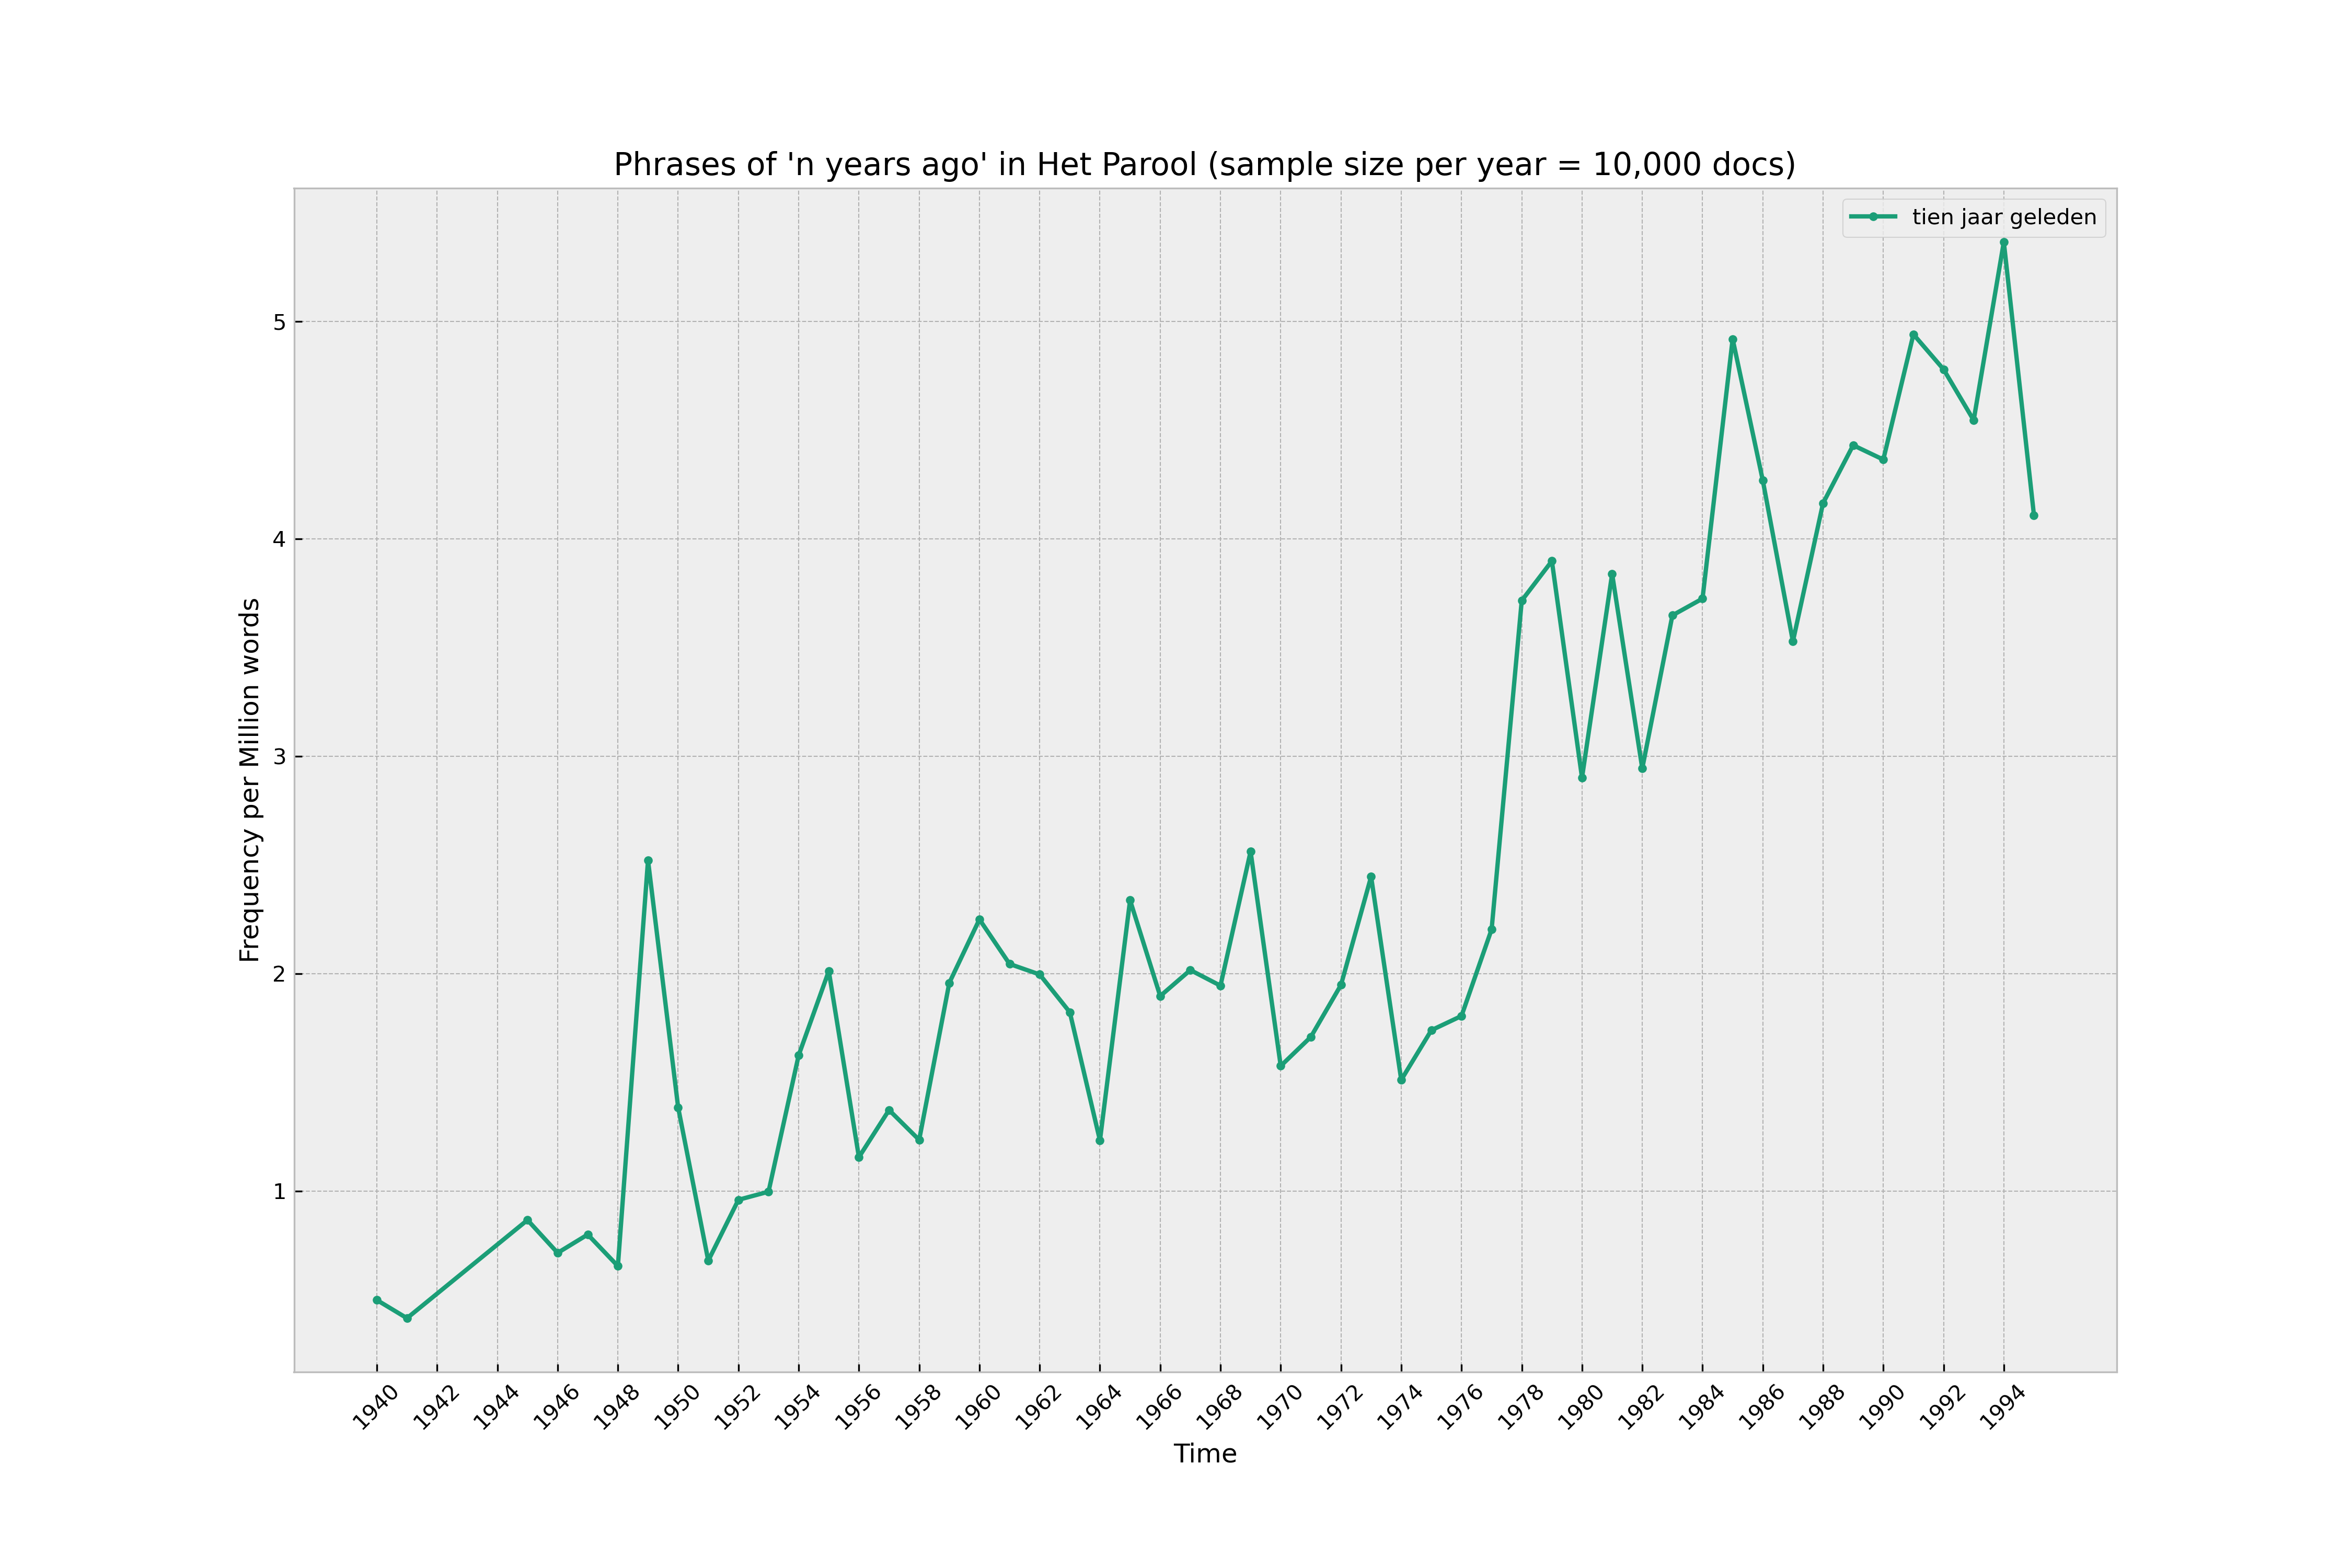 Phrases of 'n years ago' in Het Parool (sample size per year = 10,000 docs)
tien jaar geleden
Frequency per Million words
5
4
3
2
1
1940 1942 1944 1946 1948 1950 1952 1954 1956 1958 1960 1962 1964 1966 1968 1970 1972 1974 1976 1978 1980 1982 1984 1986 1988 1990 1992 1994
Time